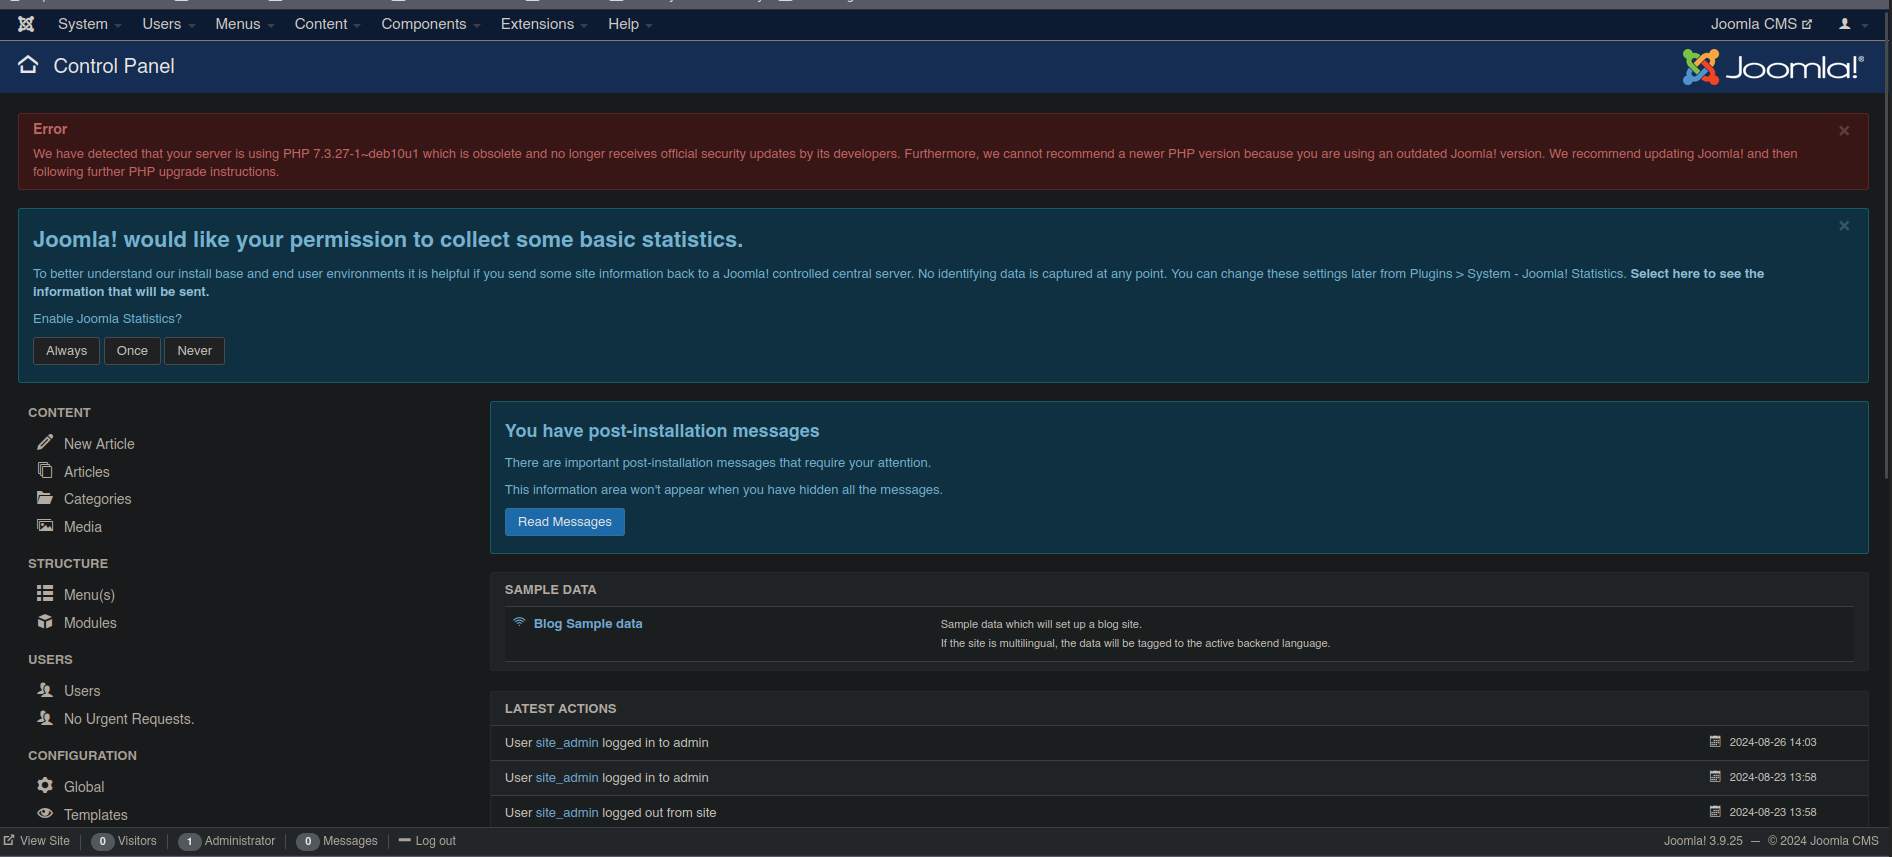 System Users Menus Content Components Extensions Help Joomla CMS
Control Panel
Joomla!®
Error
We have detected that your server is using PHP 7.3.27-1~deb10u1 which is obsolete and no longer receives official security updates by its developers. Furthermore, we cannot recommend a newer PHP version because you are using an outdated Joomla! version. We recommend updating Joomla! and then
following further PHP upgrade instructions.
Joomla! would like your permission to collect some basic statistics.
To better understand our install base and end user environments it is helpful if you send some site information back to a Joomla! controlled central server. No identifying data is captured at any point. You can change these settings later from Plugins > System - Joomla! Statistics. Select here to see the
information that will be sent.
Enable Joomla Statistics?
Always Once Never
CONTENT
New Article
Articles
Categories
Media
STRUCTURE
Menu(s)
Modules
USERS
Users
No Urgent Requests.
CONFIGURATION
Global
Templates
You have post-installation messages
There are important post-installation messages that require your attention.
This information area won't appear when you have hidden all the messages.
Read Messages
SAMPLE DATA
Blog Sample data
Sample data which will set up a blog site.
If the site is multilingual, the data will be tagged to the active backend language.
LATEST ACTIONS
User site_admin logged in to admin 2024-08-26 14:03
User site_admin logged in to admin 2024-08-23 13:58
User site_admin logged out from site 2024-08-23 13:58
View Site 0 Visitors 1 Administrator 0 Messages Log out Joomla! 3.9.25 — © 2024 Joomla CMS